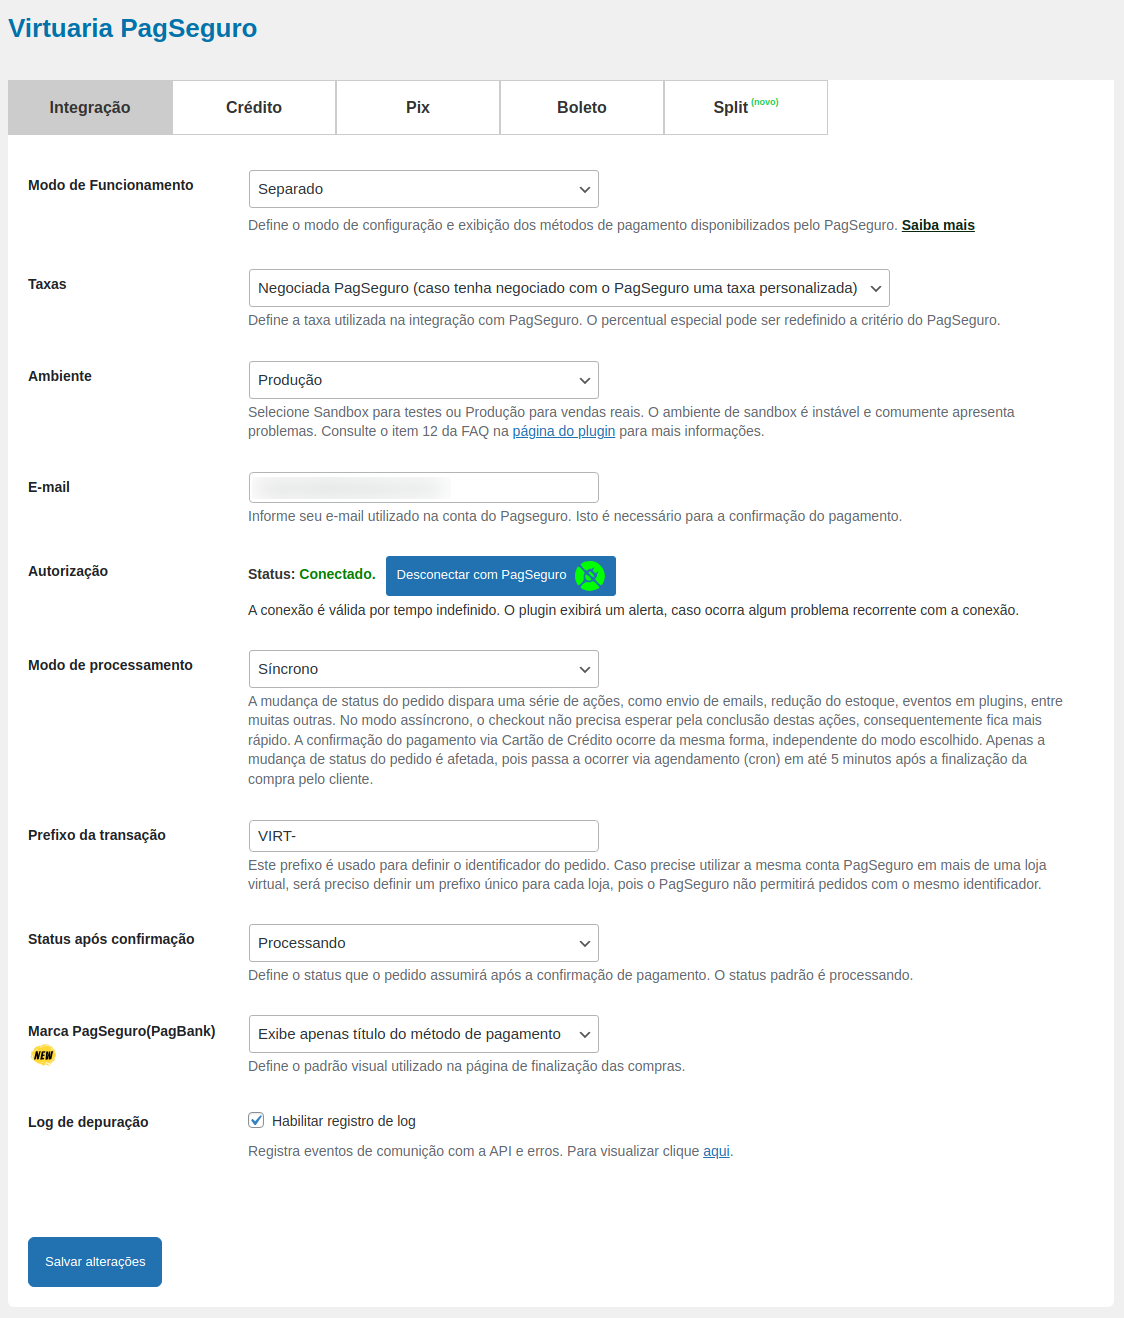 Virtuaria PagSeguro
Integração
Crédito
Pix
Boleto
Split (novo)
Modo de Funcionamento
Separado
Define o modo de configuração e exibição dos métodos de pagamento disponibilizados pelo PagSeguro. Saiba mais
Taxas
Negociada PagSeguro (caso tenha negociado com o PagSeguro uma taxa personalizada)
Define a taxa utilizada na integração com PagSeguro. O percentual especial pode ser redefinido a critério do PagSeguro.
Ambiente
Produção
Selecione Sandbox para testes ou Produção para vendas reais. O ambiente de sandbox é instável e comumente apresenta
problemas. Consulte o item 12 da FAQ na página do plugin para mais informações.
E-mail
Informe seu e-mail utilizado na conta do Pagseguro. Isto é necessário para a confirmação do pagamento.
Autorização
Status: Conectado. Desconectar com PagSeguro
A conexão é válida por tempo indefinido. O plugin exibirá um alerta, caso ocorra algum problema recorrente com a conexão.
Modo de processamento
Síncrono
A mudança de status do pedido dispara uma série de ações, como envio de emails, redução do estoque, eventos em plugins, entre
muitas outras. No modo assíncrono, o checkout não precisa esperar pela conclusão destas ações, consequentemente fica mais
rápido. A confirmação do pagamento via Cartão de Crédito ocorre da mesma forma, independente do modo escolhido. Apenas a
mudança de status do pedido é afetada, pois passa a ocorrer via agendamento (cron) em até 5 minutos após a finalização da
compra pelo cliente.
Prefixo da transação
VIRT-
Este prefixo é usado para definir o identificador do pedido. Caso precise utilizar a mesma conta PagSeguro em mais de uma loja
virtual, será preciso definir um prefixo único para cada loja, pois o PagSeguro não permitirá pedidos com o mesmo identificador.
Status após confirmação
Processando
Define o status que o pedido assumirá após a confirmação de pagamento. O status padrão é processando.
Marca PagSeguro(PagBank)
NEW
Exibe apenas título do método de pagamento
Define o padrão visual utilizado na página de finalização das compras.
Log de depuração
Habilitar registro de log
Registra eventos de comunição com a API e erros. Para visualizar clique aqui.
Salvar alterações